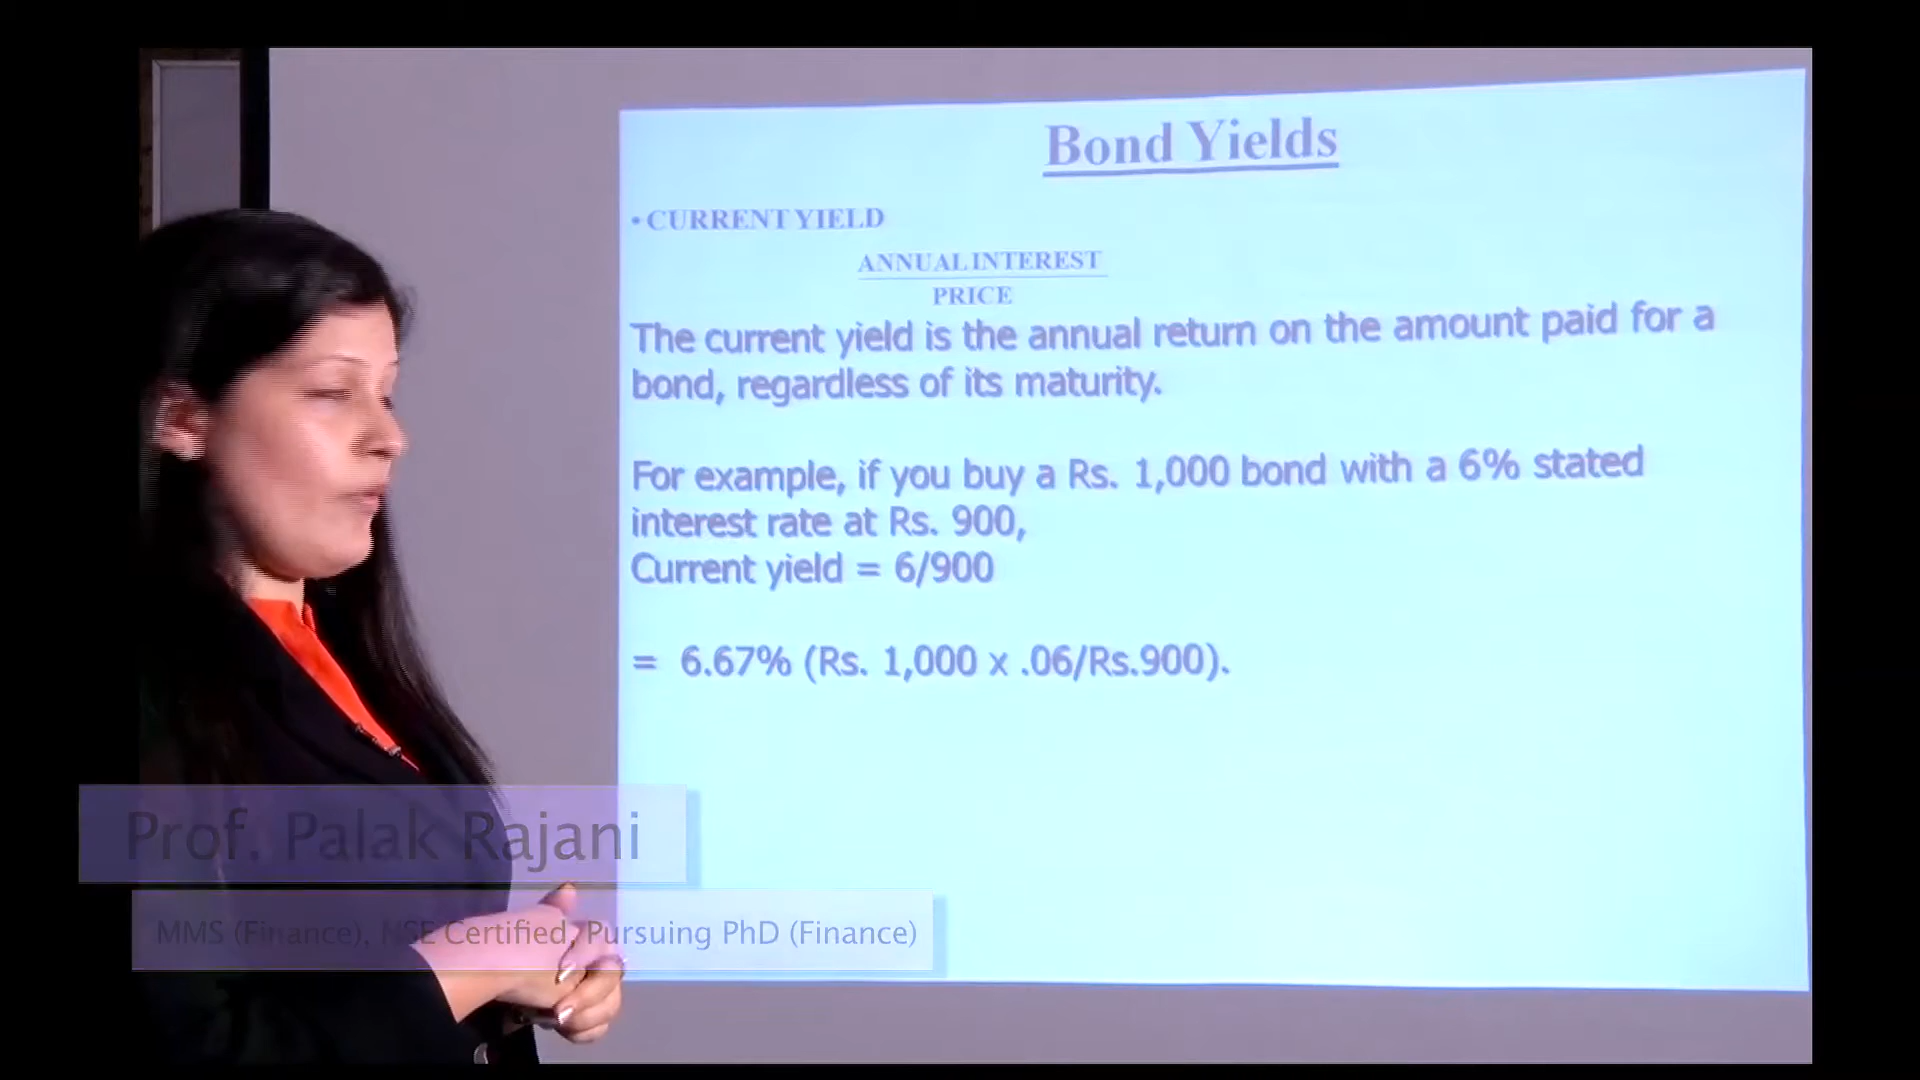 Bond Yields
• CURRENT YIELD
ANNUAL INTEREST
PRICE
The current yield is the annual return on the amount paid for a
bond, regardless of its maturity.
For example, if you buy a Rs. 1,000 bond with a 6% stated
interest rate at Rs. 900,
Current yield = 6/900
= 6.67% (Rs. 1,000 x .06/Rs.900).
Prof. Palak Rajani
MMS (Finance), NSE Certified, Pursuing PhD (Finance)